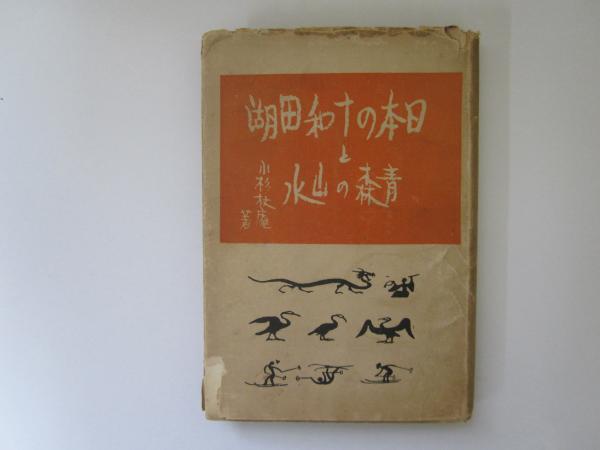 日本の十和田湖
と
青森の山水
小杉放庵
著